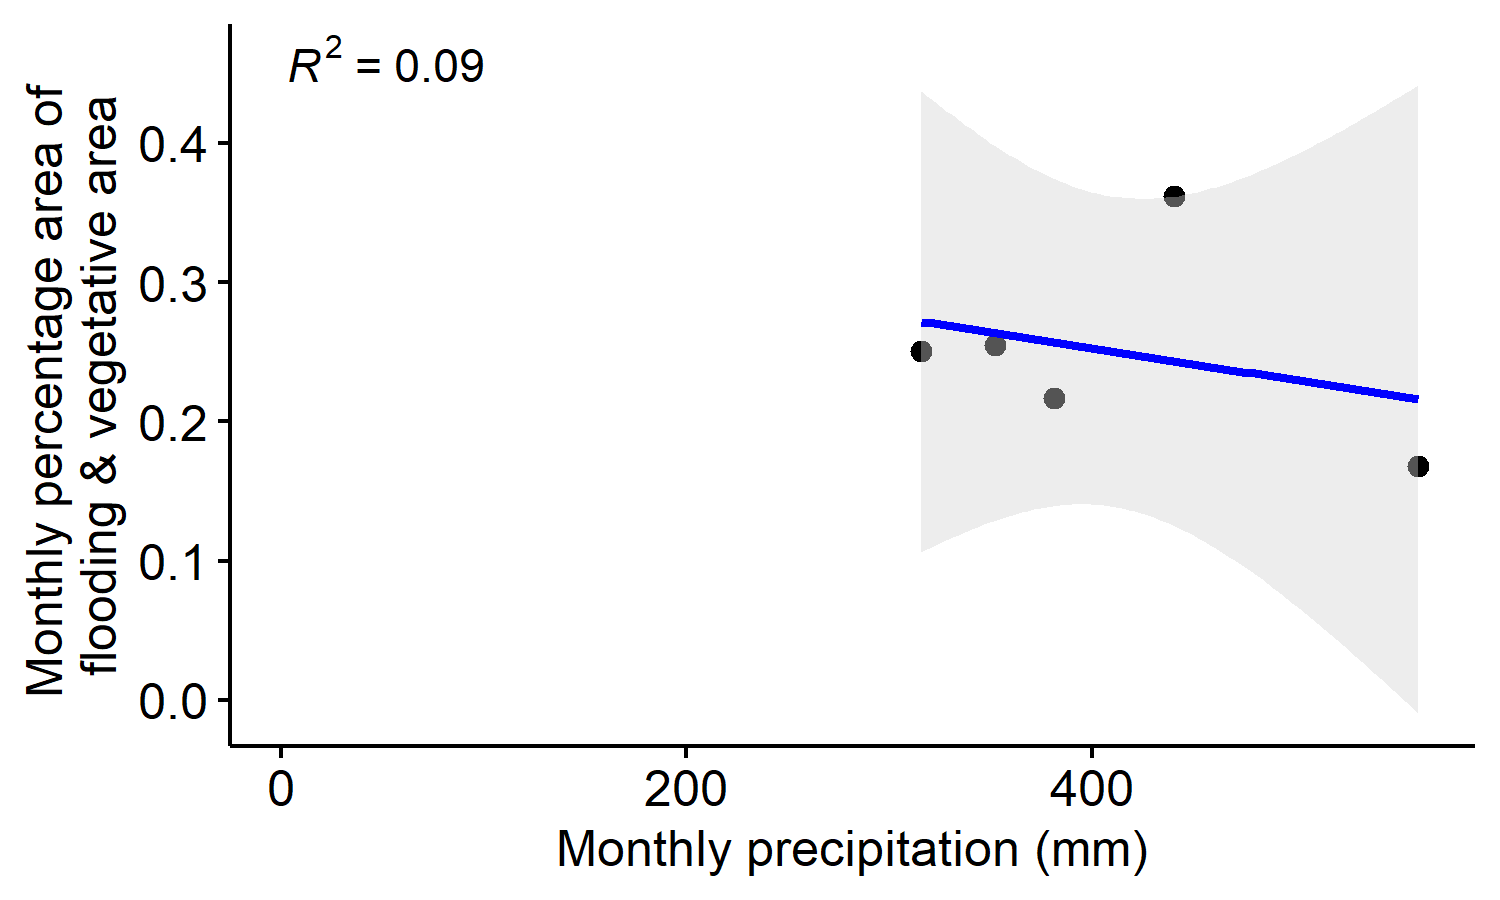 R² = 0.09
Monthly percentage area of
flooding & vegetative area
0.4
0.3
0.2
0.1
0.0
0 200 400
Monthly precipitation (mm)